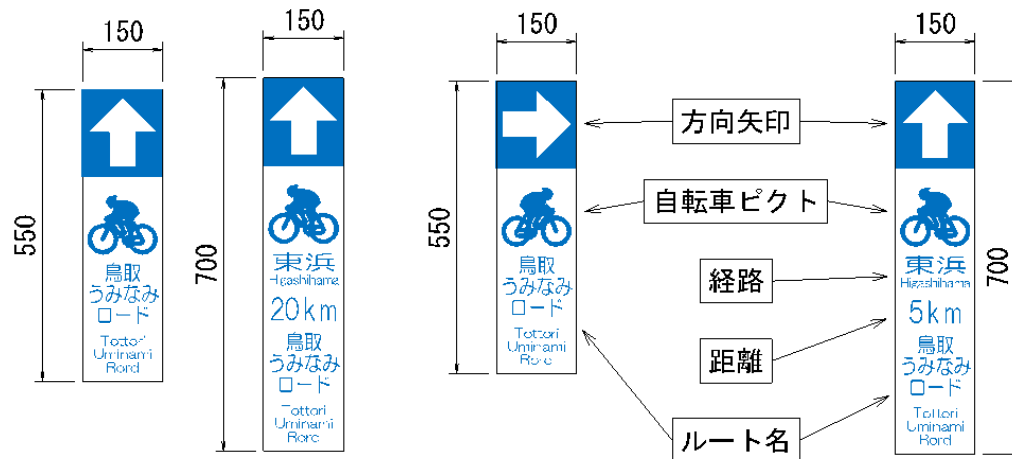 150
550
鳥取
うみなみ
ロード
Tottori
Uminami
Rord
150
700
東浜
Higashihama
20km
鳥取
うみなみ
ロード
Tottori
Uminami
Rord
150
550
鳥取
うみなみ
ロード
Tottori
Uminami
Rord
方向矢印
自転車ピクト
経路
距離
ルート名
150
700
東浜
Higashihama
5km
鳥取
うみなみ
ロード
Tottori
Uminami
Rord